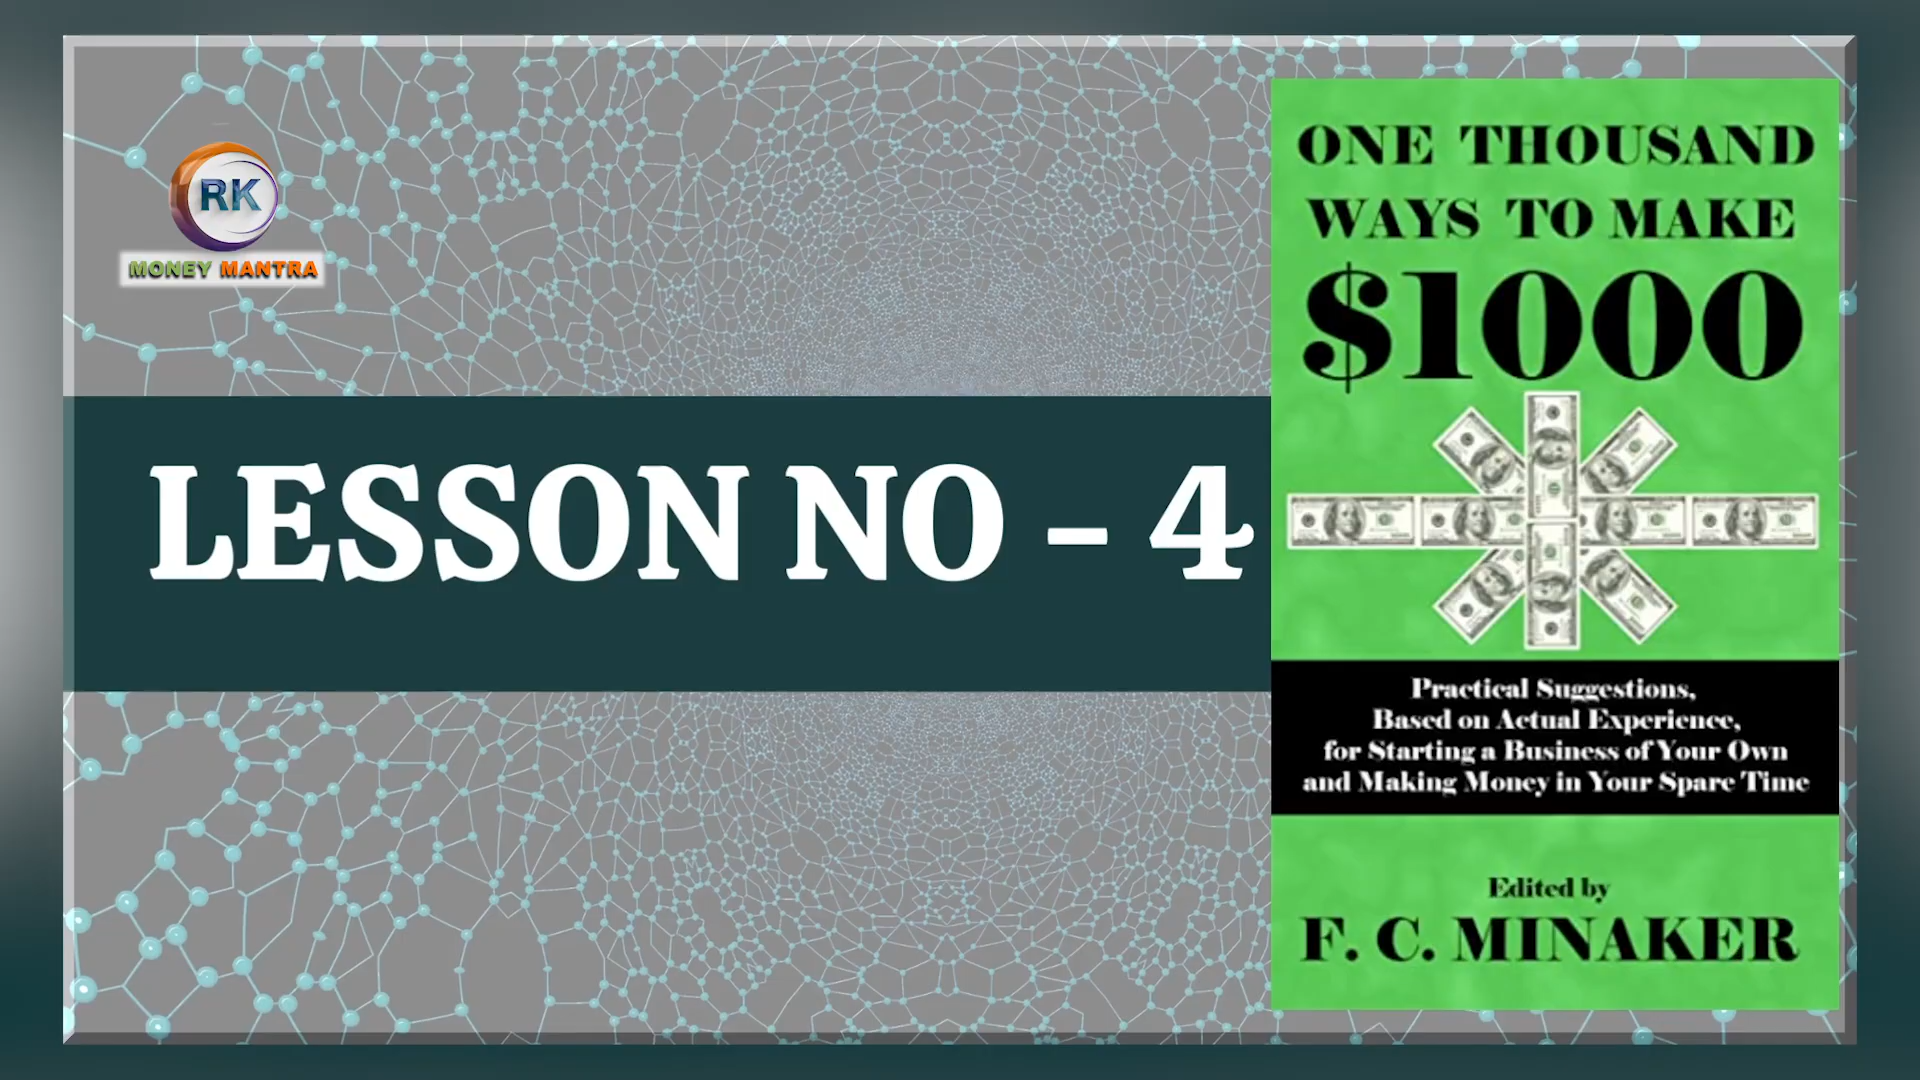 RK
MONEY MANTRA
LESSON NO - 4
ONE THOUSAND
WAYS TO MAKE
$1000
Practical Suggestions,
Based on Actual Experience,
for Starting a Business of Your Own
and Making Money in Your Spare Time
Edited by
F. C. MINAKER